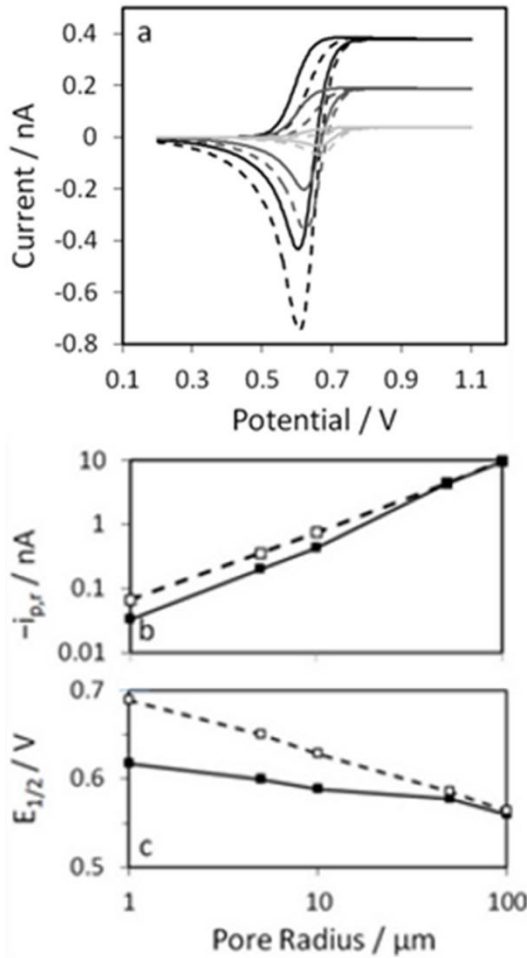 a
Current / nA
0.4
0.2
0
-0.2
-0.4
-0.6
-0.8
0.1 0.3 0.5 0.7 0.9 1.1
Potential / V
−i p,r / nA
10
1
0.1
0.01
b
E 1/2 / V
0.7
0.6
0.5
c
1 10 100
Pore Radius / μm